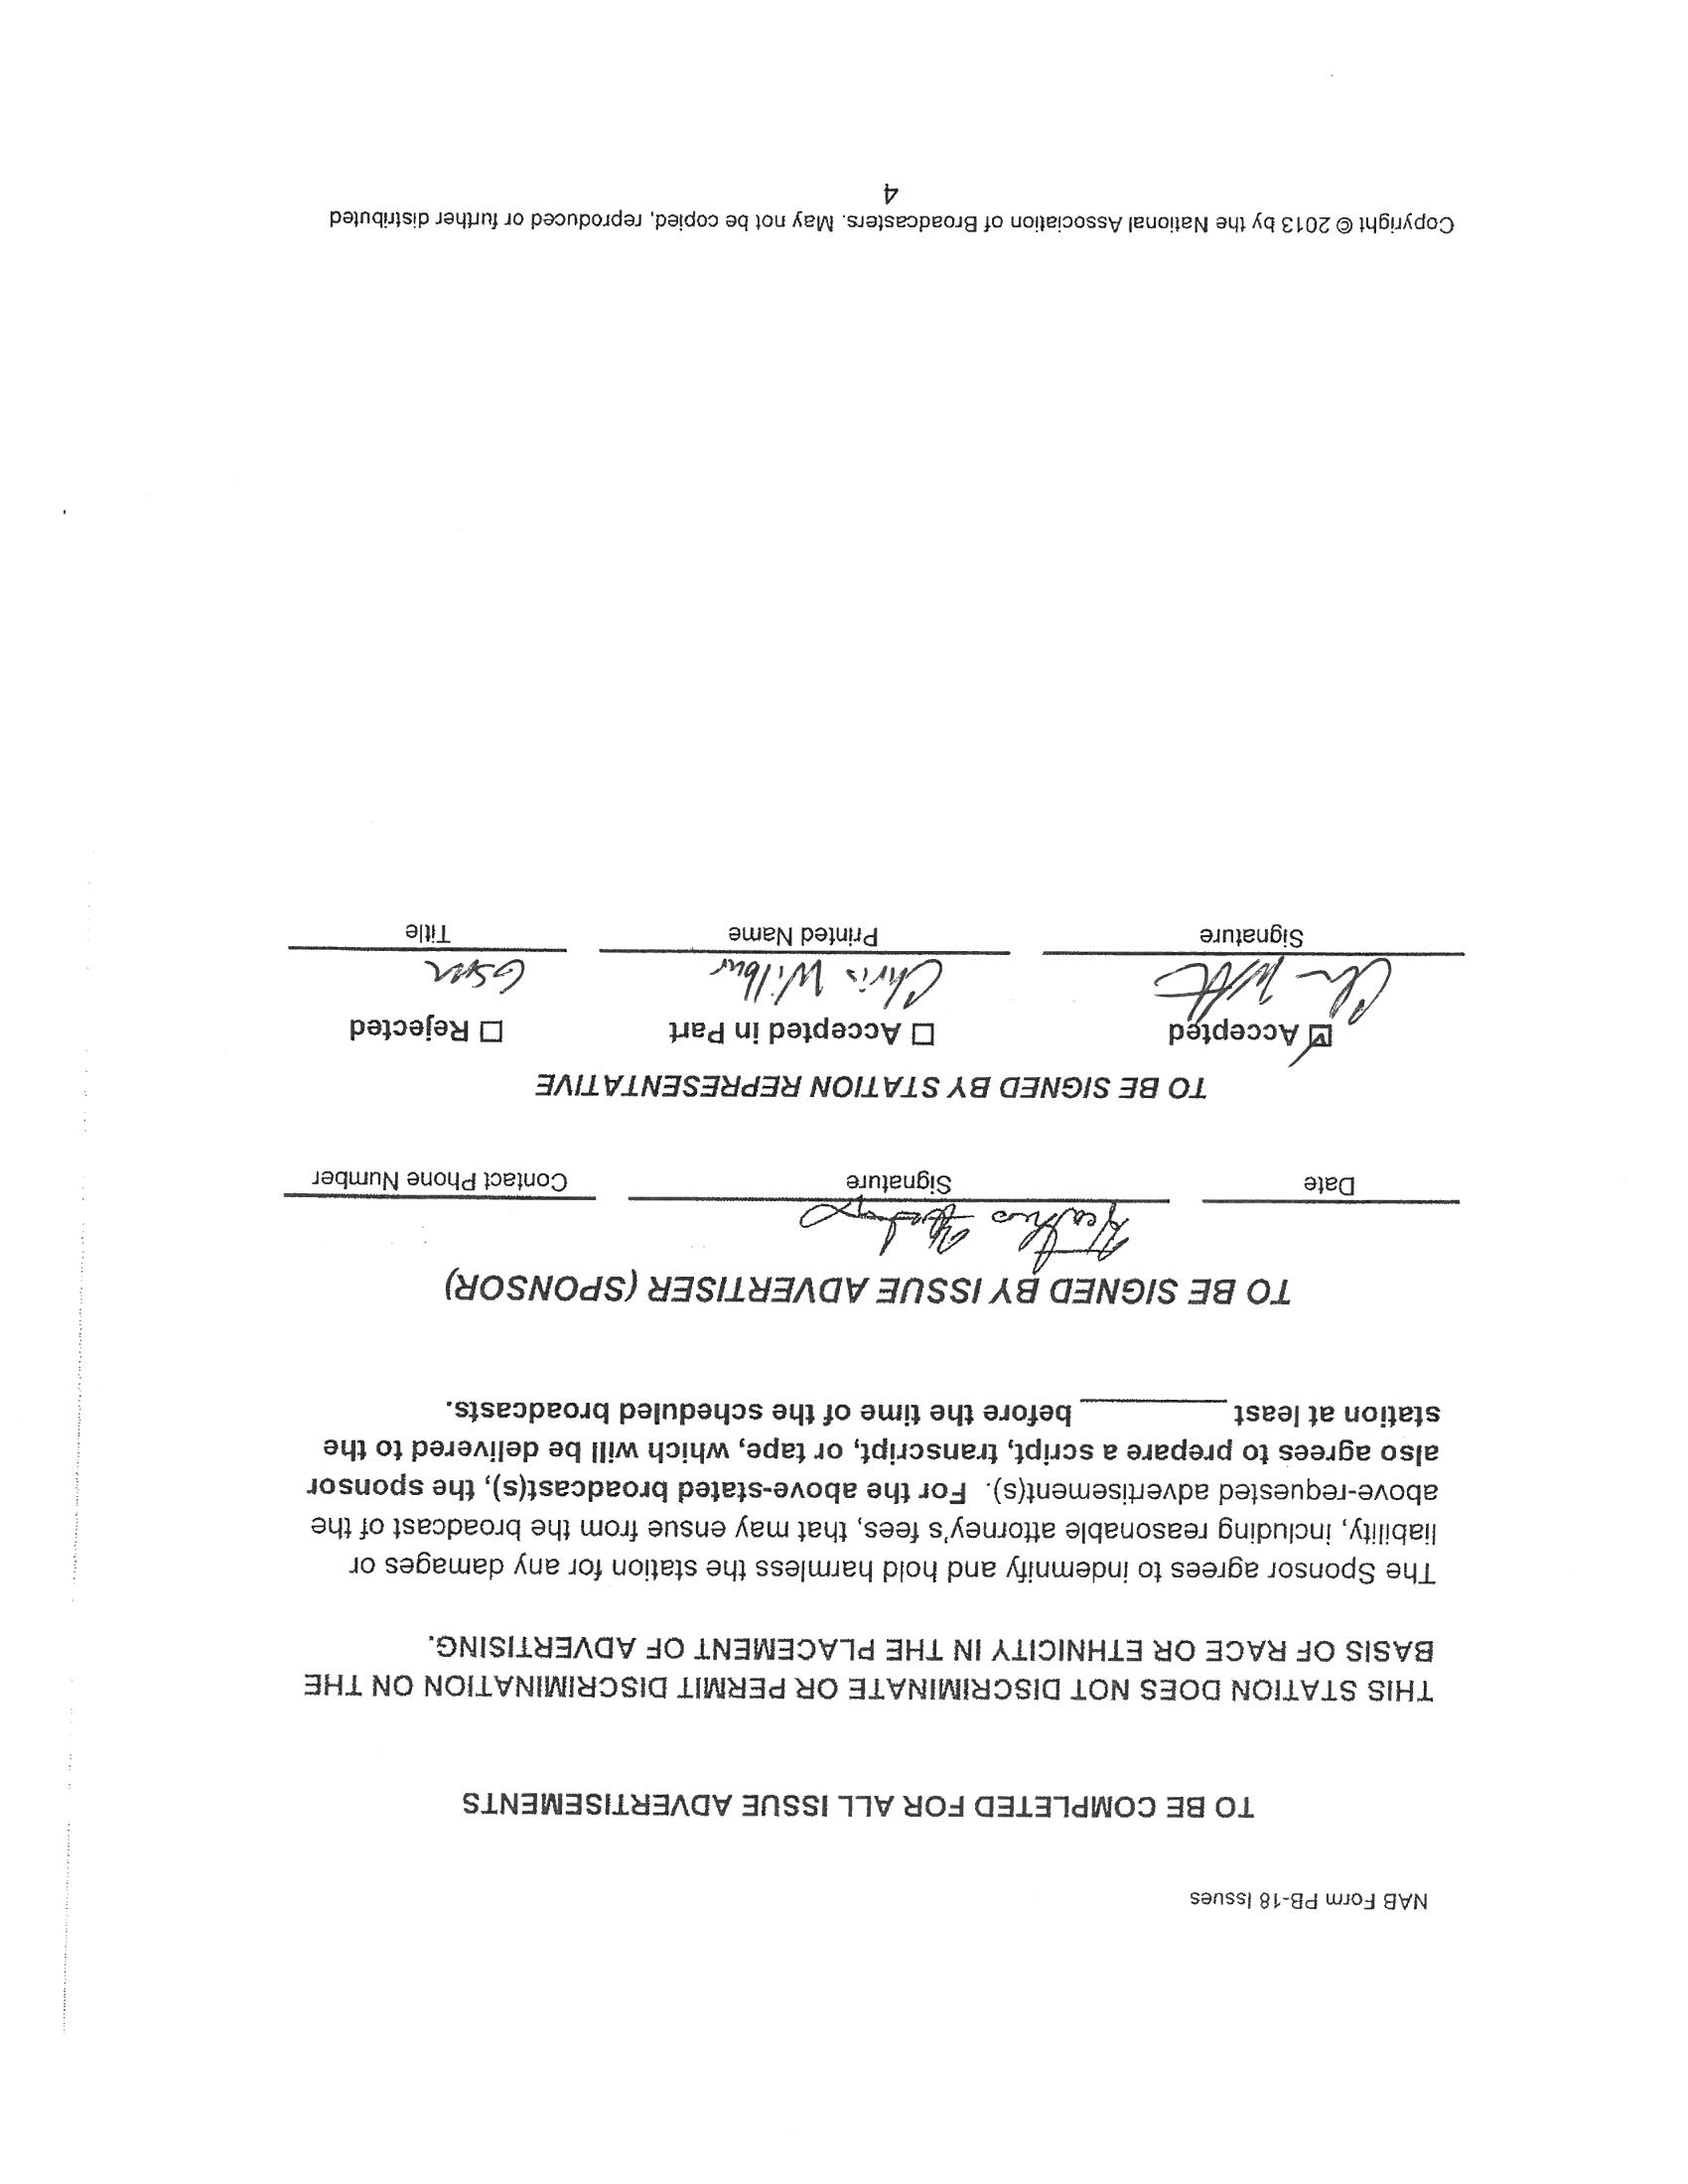 NAB Form PB-18 Issues
TO BE COMPLETED FOR ALL ISSUE ADVERTISEMENTS
THIS STATION DOES NOT DISCRIMINATE OR PERMIT DISCRIMINATION ON THE
BASIS OF RACE OR ETHNICITY IN THE PLACEMENT OF ADVERTISING.
The Sponsor agrees to indemnify and hold harmless the station for any damages or
liability, including reasonable attorney's fees, that may ensue from the broadcast of the
above-requested advertisement(s). For the above-stated broadcast(s), the sponsor
also agrees to prepare a script, transcript, or tape, which will be delivered to the
station at least __________ before the time of the scheduled broadcasts.
TO BE SIGNED BY ISSUE ADVERTISER (SPONSOR)
Date Signature Contact Phone Number
TO BE SIGNED BY STATION REPRESENTATIVE
☑ Accepted ☐ Accepted in Part ☐ Rejected
Chris Wilbur GSM
Signature Printed Name Title
Copyright © 2013 by the National Association of Broadcasters. May not be copied, reproduced or further distributed
4